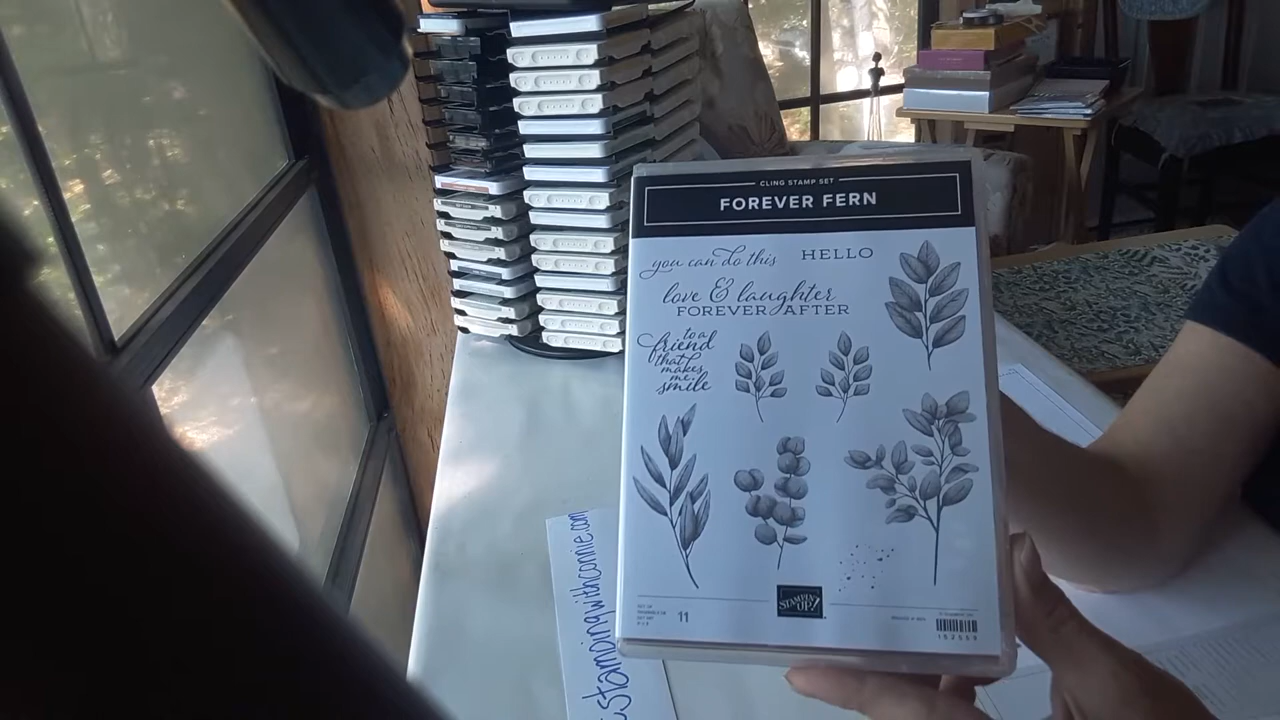 CLING STAMP SET
FOREVER FERN
you can do this
HELLO
love & laughter
FOREVER AFTER
to a
friend
that
makes
me
smile
11
STAMPIN' UP!
152559
stampingwithconnie.com